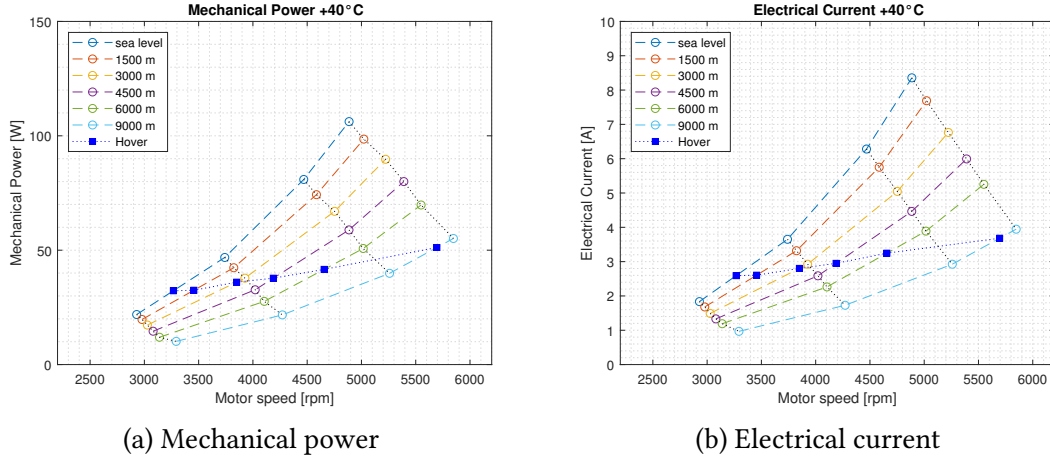 Mechanical Power +40°C
150
100
50
0
Mechanical Power [W]
sea level
1500 m
3000 m
4500 m
6000 m
9000 m
Hover
2500 3000 3500 4000 4500 5000 5500 6000
Motor speed [rpm]
(a) Mechanical power
Electrical Current +40°C
10
9
8
7
6
5
4
3
2
1
0
Electrical Current [A]
sea level
1500 m
3000 m
4500 m
6000 m
9000 m
Hover
2500 3000 3500 4000 4500 5000 5500 6000
Motor speed [rpm]
(b) Electrical current